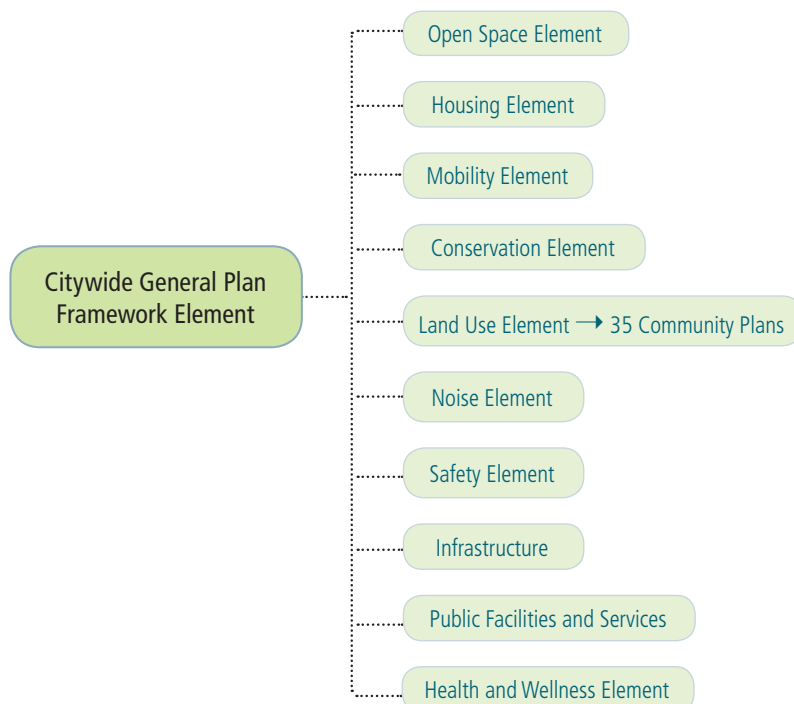 Open Space Element
Housing Element
Mobility Element
Conservation Element
Citywide General Plan
Framework Element
Land Use Element → 35 Community Plans
Noise Element
Safety Element
Infrastructure
Public Facilities and Services
Health and Wellness Element